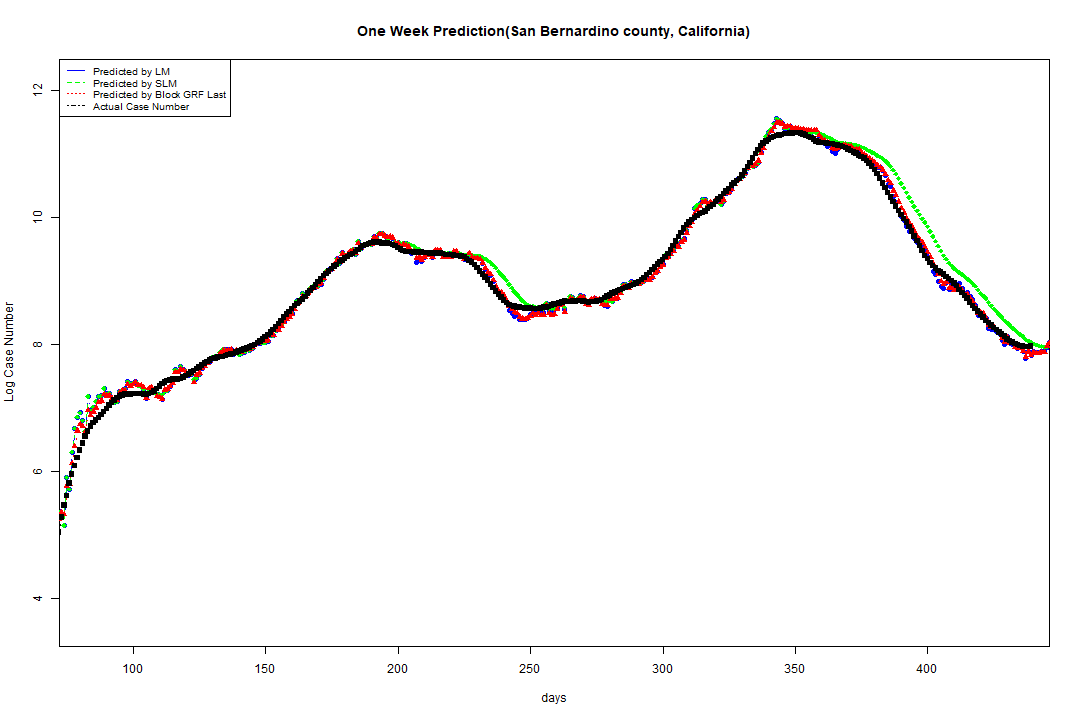 One Week Prediction(San Bernardino county, California)
Predicted by LM
Predicted by SLM
Predicted by Block GRF Last
Actual Case Number
12
10
8
6
4
Log Case Number
100 150 200 250 300 350 400
days